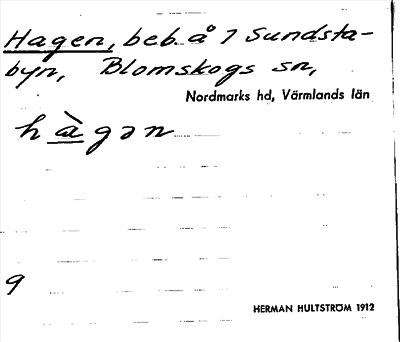 Hagen, beb. å 7 Sundsta-
byn, Blomskogs sn,
Nordmarks hd, Värmlands län
hàgən
9
HERMAN HULTSTRÖM 1912